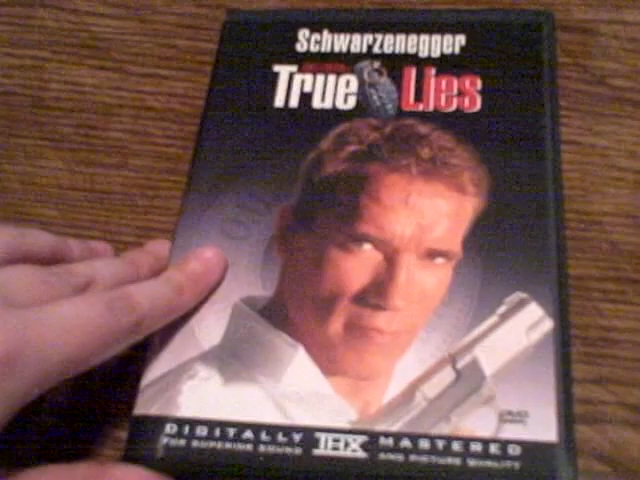 Schwarzenegger
True Lies
DIGITALLY THX MASTERED
FOR SUPERIOR SOUND AND PICTURE QUALITY